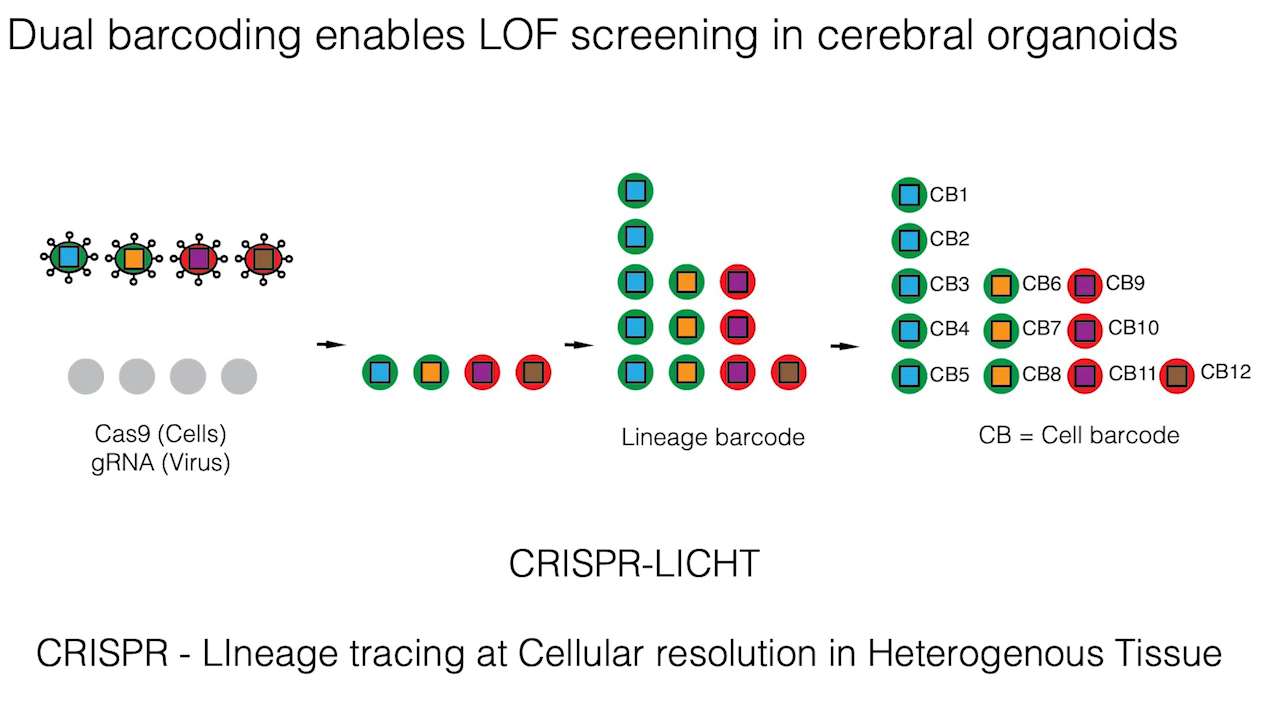 Dual barcoding enables LOF screening in cerebral organoids
CB1
CB2
CB3 CB6 CB9
CB4 CB7 CB10
CB5 CB8 CB11 CB12
Cas9 (Cells)
gRNA (Virus)
Lineage barcode
CB = Cell barcode
CRISPR-LICHT
CRISPR - LIneage tracing at Cellular resolution in Heterogenous Tissue